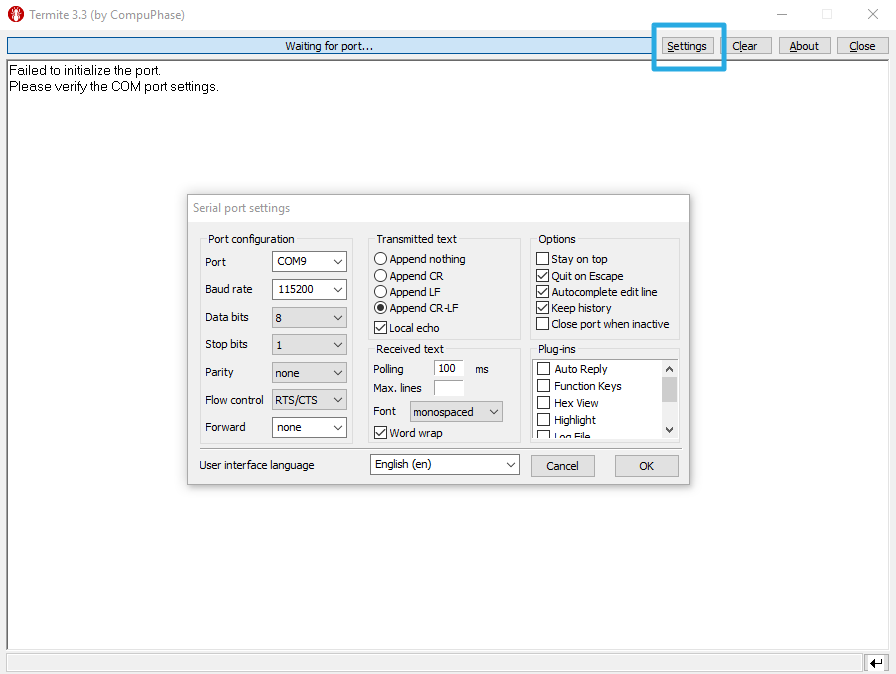 Termite 3.3 (by CompuPhase)
Waiting for port...
Settings
Clear
About
Close
Failed to initialize the port.
Please verify the COM port settings.
Serial port settings
Port configuration
Port
COM9
Baud rate
115200
Data bits
8
Stop bits
1
Parity
none
Flow control
RTS/CTS
Forward
none
Transmitted text
Append nothing
Append CR
Append LF
Append CR-LF
Local echo
Received text
Polling
100
ms
Max. lines
Font
monospaced
Word wrap
Options
Stay on top
Quit on Escape
Autocomplete edit line
Keep history
Close port when inactive
Plug-ins
Auto Reply
Function Keys
Hex View
Highlight
Log File
User interface language
English (en)
Cancel
OK